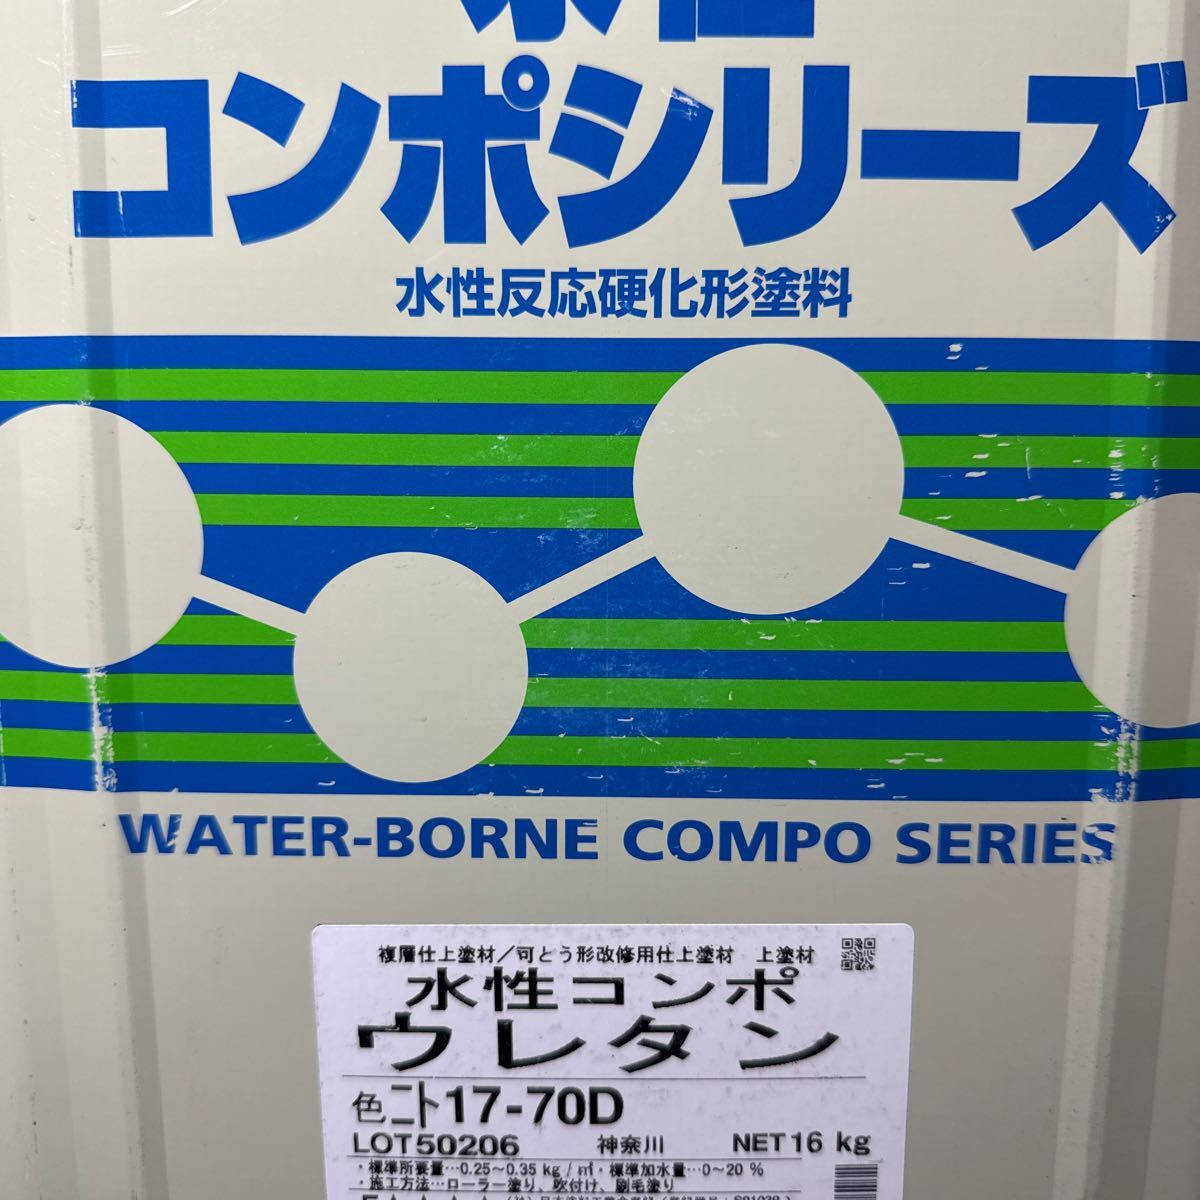 水性
コンポシリーズ
水性反応硬化形塗料
WATER-BORNE COMPO SERIES
複層仕上塗材／可とう形改修用仕上塗材 上塗材
水性コンポ
ウレタン
色 ニト17-70D
LOT50206 神奈川 NET 16 kg
・標準所要量…0.25～0.35 kg / ㎡・標準加水量…0～20 %
・施工方法…ローラー塗り、吹付け、刷毛塗り